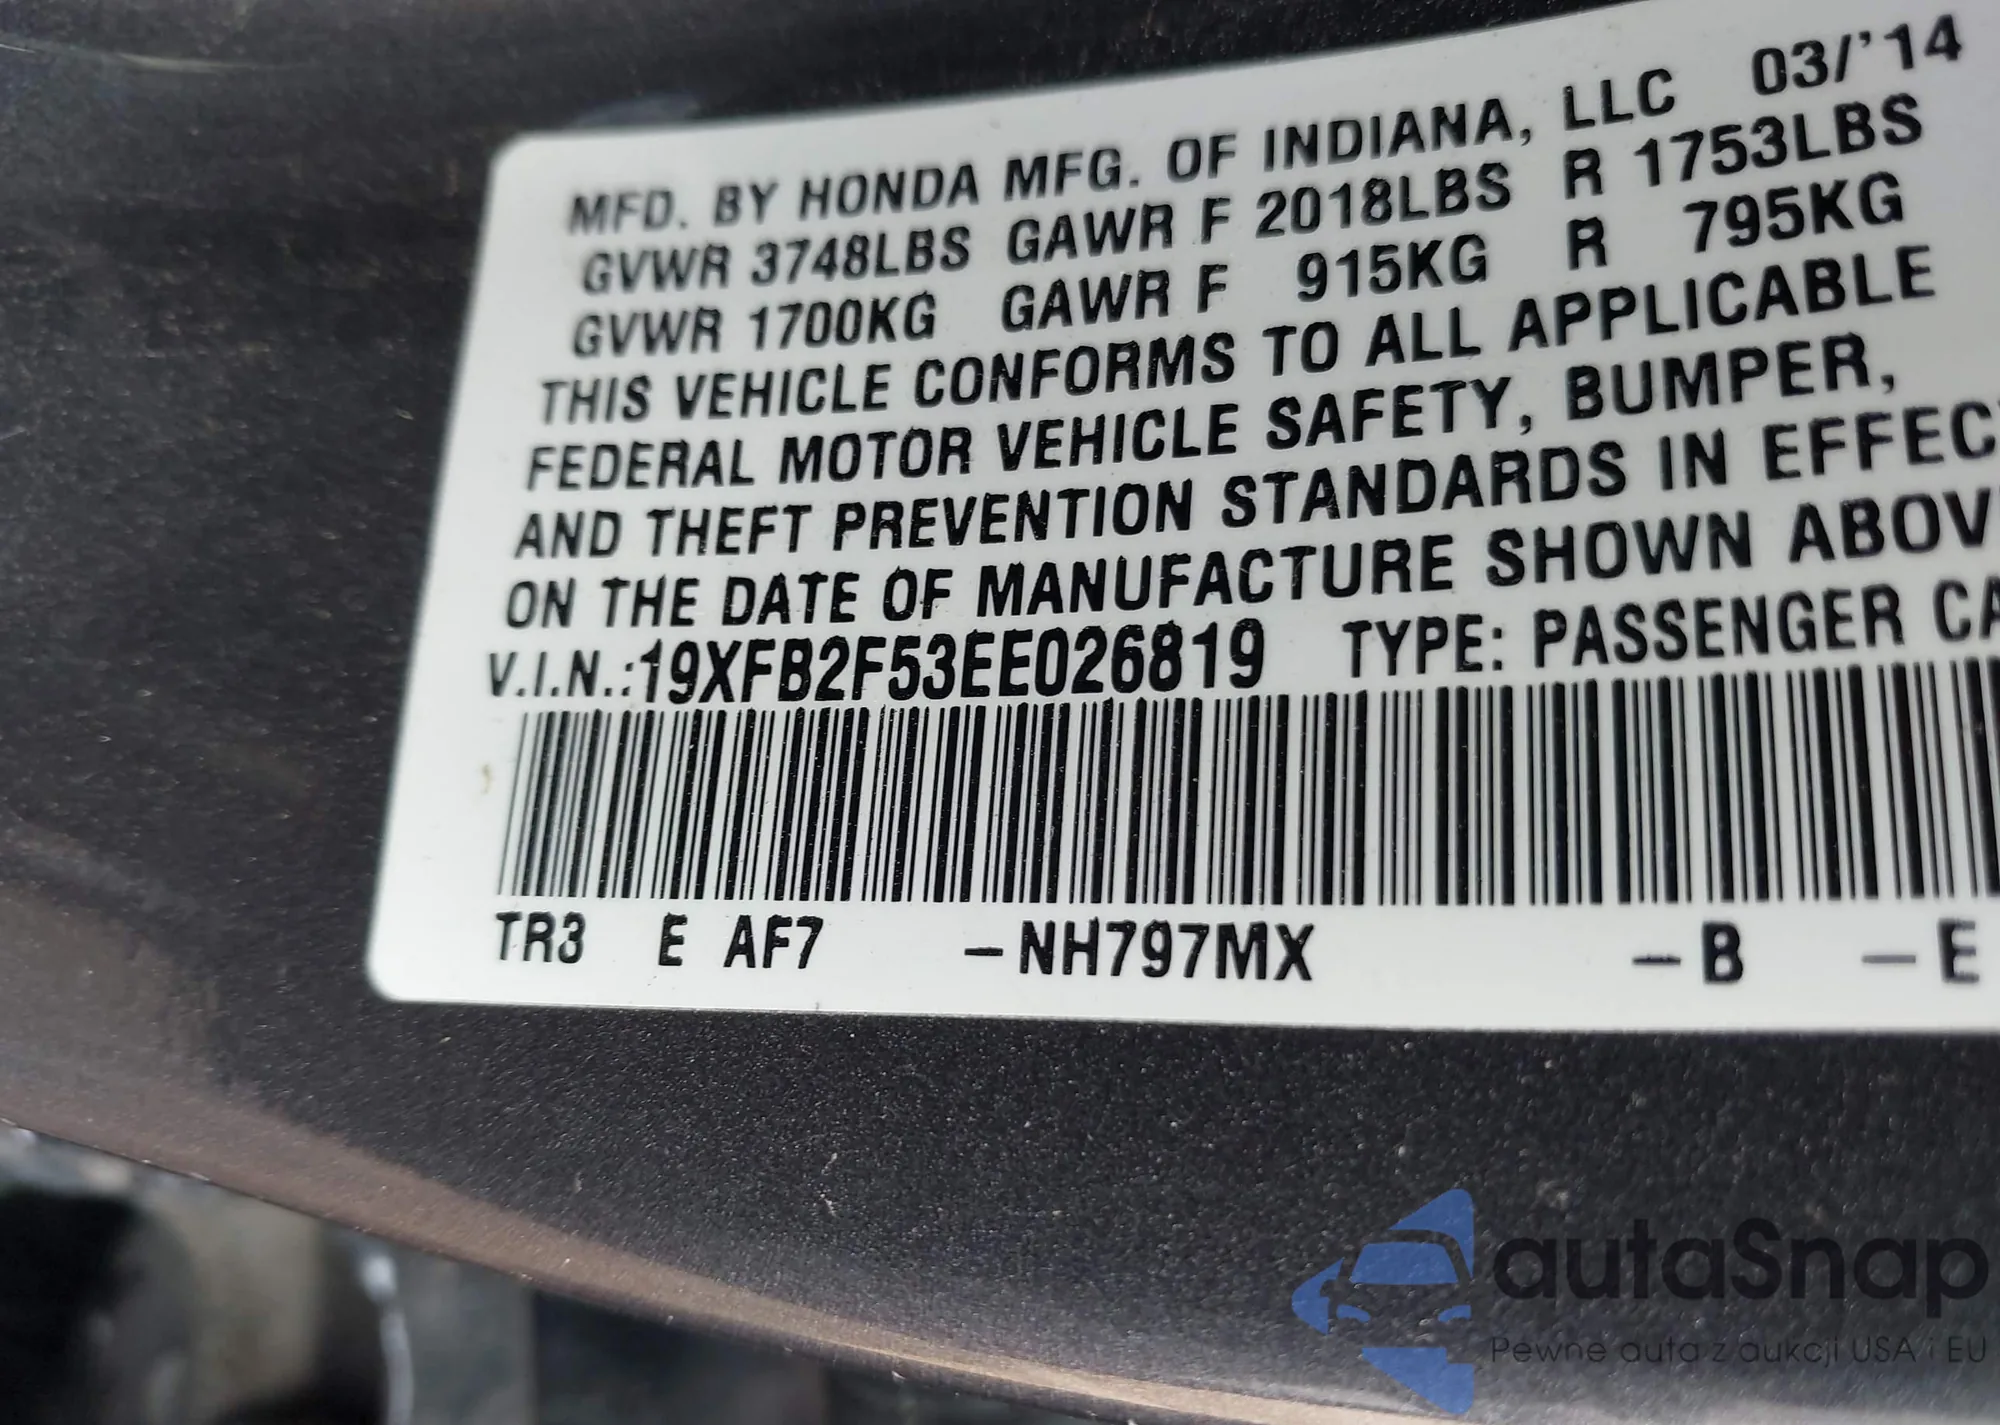 MFD. BY HONDA MFG. OF INDIANA, LLC 03/'14
GVWR 3748LBS GAWR F 2018LBS R 1753LBS
GVWR 1700KG GAWR F 915KG R 795KG
THIS VEHICLE CONFORMS TO ALL APPLICABLE
FEDERAL MOTOR VEHICLE SAFETY, BUMPER,
AND THEFT PREVENTION STANDARDS IN EFFEC
ON THE DATE OF MANUFACTURE SHOWN ABOV
V.I.N.:19XFB2F53EE026819 TYPE: PASSENGER CA
TR3 E AF7 -NH797MX -B -E
autaSnap
Pewne auta z aukcji USA i EU